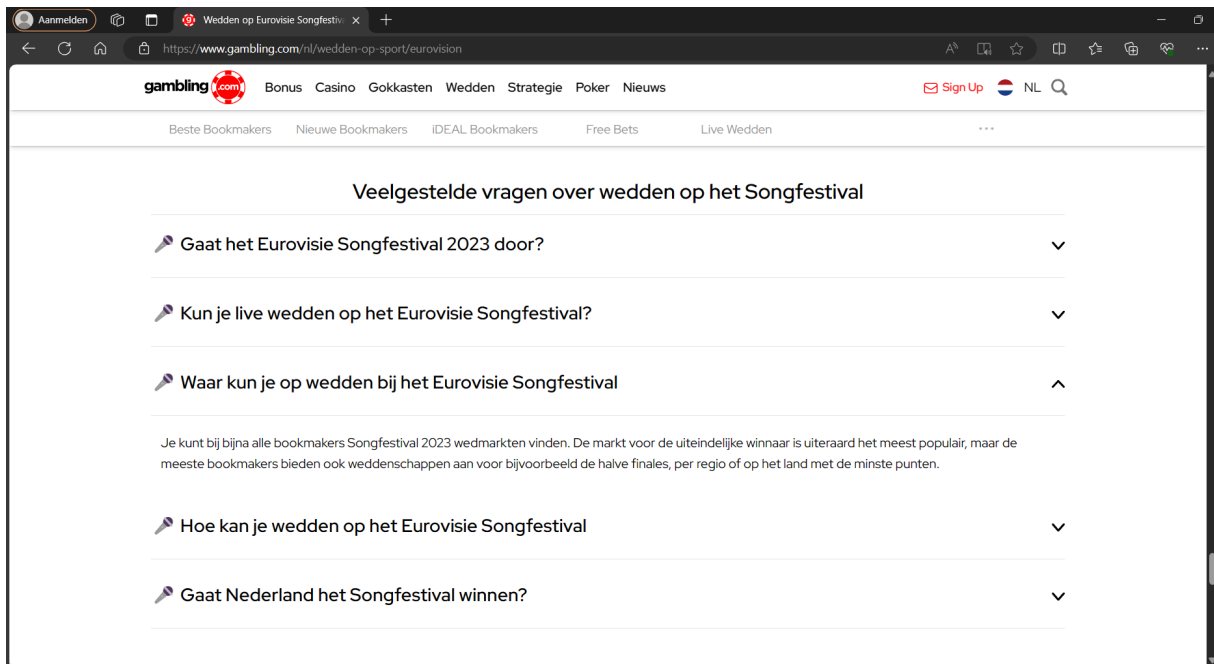 Aanmelden
Wedden op Eurovisie Songfestiv
https://www.gambling.com/nl/wedden-op-sport/eurovision
gambling .com Bonus Casino Gokkasten Wedden Strategie Poker Nieuws Sign Up NL
Beste Bookmakers Nieuwe Bookmakers iDEAL Bookmakers Free Bets Live Wedden
Veelgestelde vragen over wedden op het Songfestival
Gaat het Eurovisie Songfestival 2023 door?
Kun je live wedden op het Eurovisie Songfestival?
Waar kun je op wedden bij het Eurovisie Songfestival
Je kunt bij bijna alle bookmakers Songfestival 2023 wedmarkten vinden. De markt voor de uiteindelijke winnaar is uiteraard het meest populair, maar de
meeste bookmakers bieden ook weddenschappen aan voor bijvoorbeeld de halve finales, per regio of op het land met de minste punten.
Hoe kan je wedden op het Eurovisie Songfestival
Gaat Nederland het Songfestival winnen?